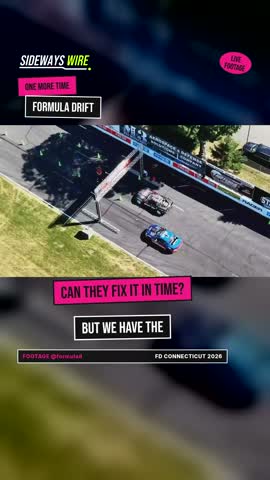 SIDEWAYS WIRE.
LIVE
FOOTAGE
ONE MORE TIME
FORMULA DRIFT
CAN THEY FIX IT IN TIME?
BUT WE HAVE THE
FOOTAGE @formulad
FD CONNECTICUT 2026